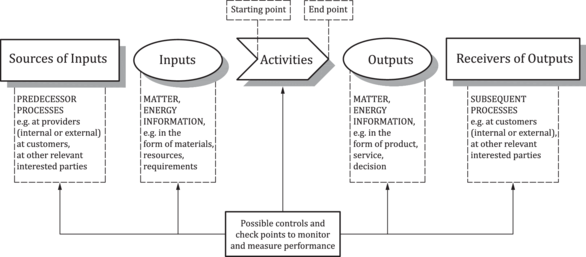 Starting point
End point
Sources of Inputs
Inputs
Activities
Outputs
Receivers of Outputs
PREDECESSOR
PROCESSES
e.g. at providers
(internal or external)
at customers,
at other relevant
interested parties
MATTER,
ENERGY
INFORMATION,
e.g. in the
form of materials,
resources,
requirements
MATTER,
ENERGY
INFORMATION,
e.g. in the
form of product,
service,
decision
SUBSEQUENT
PROCESSES
e.g. at customers
(internal or external),
at other relevant
interested parties
Possible controls and
check points to monitor
and measure performance